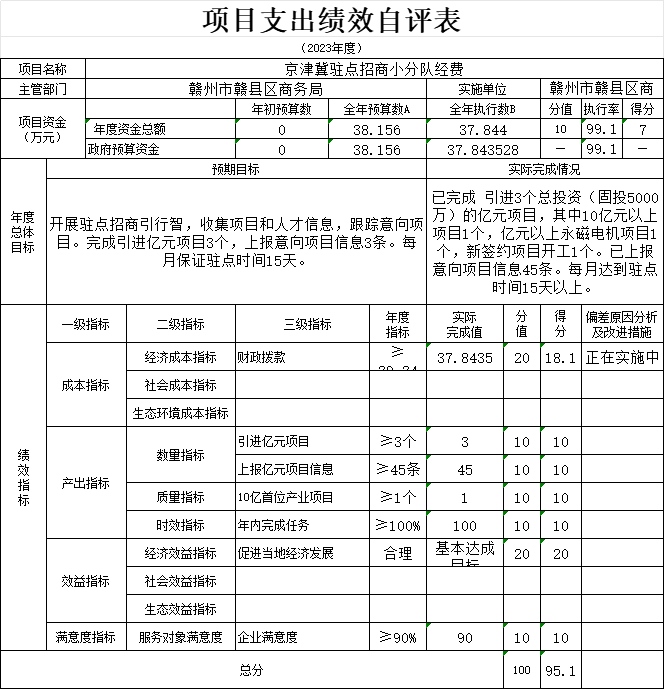 项目支出绩效自评表
（2023年度）
项目名称 京津冀驻点招商小分队经费
主管部门 赣州市赣县区商务局 实施单位 赣州市赣县区商
项目资金（万元） 年初预算数 全年预算数A 全年执行数B 分值 执行率 得分
年度资金总额 0 38.156 37.844 10 99.1 7
政府预算资金 0 38.156 37.843528 — 99.1 —
年度总体目标 预期目标 实际完成情况
开展驻点招商引行智，收集项目和人才信息，跟踪意向项
目。完成引进亿元项目3个，上报意向项目信息3条。每
月保证驻点时间15天。
已完成 引进3个总投资（固投5000
万）的亿元项目，其中10亿元以上
项目1个，亿元以上永磁电机项目1
个，新签约项目开工1个。已上报
意向项目信息45条。每月达到驻点
时间15天以上。
绩效指标 一级指标 二级指标 三级指标 年度指标 实际完成值 分值 得分 偏差原因分析及改进措施
成本指标 经济成本指标 财政拨款 ≥ 37.8435 20 18.1 正在实施中
社会成本指标
生态环境成本指标
产出指标 数量指标 引进亿元项目 ≥3个 3 10 10
上报亿元项目信息 ≥45条 45 10 10
质量指标 10亿首位产业项目 ≥1个 1 10 10
时效指标 年内完成任务 ≥100% 100 10 10
效益指标 经济效益指标 促进当地经济发展 合理 基本达成目标 20 20
社会效益指标
生态效益指标
满意度指标 服务对象满意度 企业满意度 ≥90% 90 10 10
总分 100 95.1